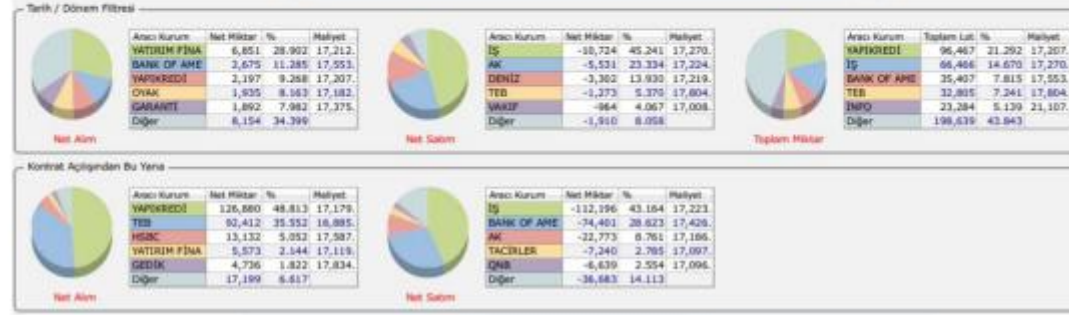 Tarih / Dönem Filtresi
Aracı Kurum Net Miktar % Maliyet
YATIRIM FİNA 6,851 28.902 17,212.
BANK OF AME 2,675 11.285 17,553.
YAPIKREDİ 2,197 9.268 17,207.
OYAK 1,935 8.163 17,182.
GARANTİ 1,892 7.982 17,375.
Diğer 8,154 34.399
Net Alım
Aracı Kurum Net Miktar % Maliyet
İŞ -10,724 45.241 17,270.
AK -5,531 23.334 17,224.
DENİZ -3,302 13.930 17,219.
TEB -1,273 5.370 17,804.
VAKIF -964 4.067 17,008.
Diğer -1,910 8.058
Net Satım
Aracı Kurum Toplam Lot % Maliyet
YAPIKREDİ 96,467 21.292 17,207.
İŞ 66,466 14.670 17,270.
BANK OF AME 35,407 7.815 17,553.
TEB 32,805 7.241 17,804.
INFO 23,284 5.139 21,107.
Diğer 198,639 43.843
Toplam Miktar
Kontrat Açılışından Bu Yana
Aracı Kurum Net Miktar % Maliyet
YAPIKREDİ 126,880 48.813 17,179.
TEB 92,412 35.552 16,885.
HSBC 13,132 5.052 17,587.
YATIRIM FİNA 5,573 2.144 17,119.
GEDİK 4,736 1.822 17,834.
Diğer 17,199 6.617
Net Alım
Aracı Kurum Net Miktar % Maliyet
İŞ -112,196 43.164 17,223.
BANK OF AME -74,401 28.623 17,426.
AK -22,773 8.761 17,166.
TACİRLER -7,240 2.785 17,097.
QNB -6,639 2.554 17,096.
Diğer -36,683 14.113
Net Satım